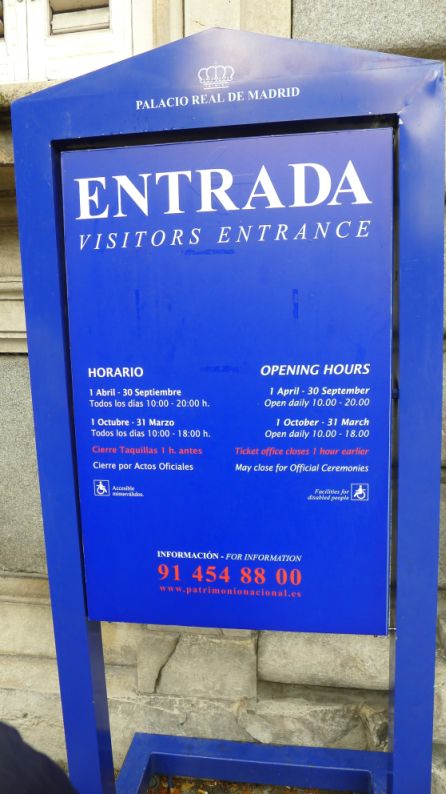 PALACIO REAL DE MADRID
ENTRADA
VISITORS ENTRANCE
HORARIO
1 Abril - 30 Septiembre
Todos los días 10:00 - 20:00 h.
1 Octubre - 31 Marzo
Todos los días 10:00 - 18:00 h.
Cierre Taquillas 1 h. antes
Cierre por Actos Oficiales
Accesible
minusválidos.
OPENING HOURS
1 April - 30 September
Open daily 10.00 - 20.00
1 October - 31 March
Open daily 10.00 - 18.00
Ticket office closes 1 hour earlier
May close for Official Ceremonies
Facilities for
disabled people
INFORMACIÓN - FOR INFORMATION
91 454 88 00
www.patrimonionacional.es